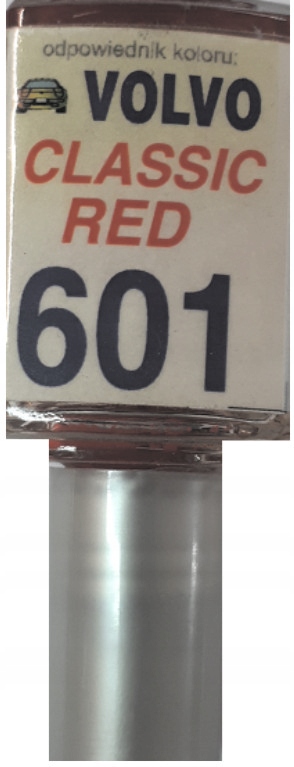 odpowiednik koloru:
VOLVO
CLASSIC
RED
601